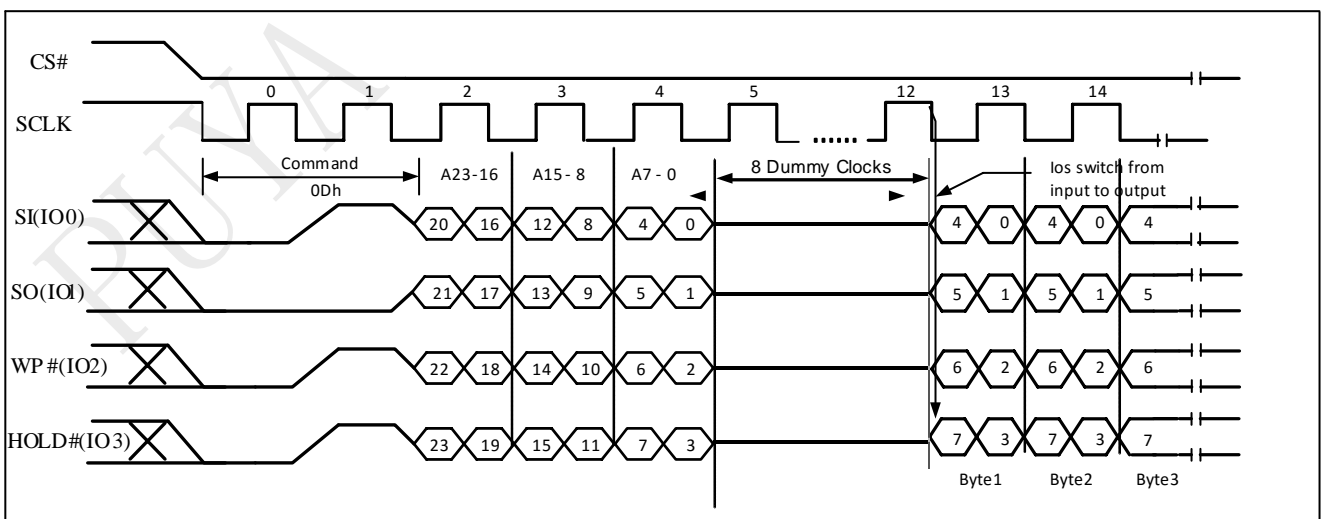 PUYA
CS#
0 1 2 3 4 5 12 13 14
SCLK
Command A23-16 A15-8 A7-0 8 Dummy Clocks Ios switch from
0Dh input to output
SI(IO0) 20 16 12 8 4 0 4 0 4 0 4
SO(IO1) 21 17 13 9 5 1 5 1 5 1 5
WP#(IO2) 22 18 14 10 6 2 6 2 6 2 6
HOLD#(IO3) 23 19 15 11 7 3 7 3 7 3 7
Byte1 Byte2 Byte3